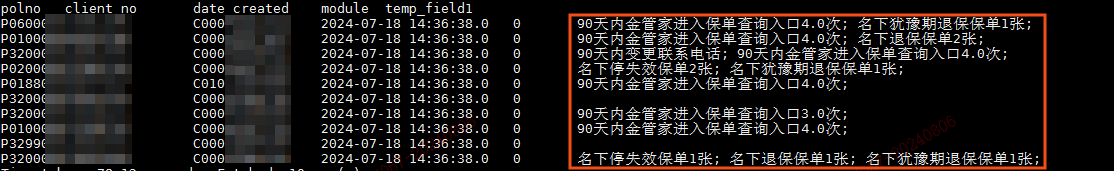 polno client_no date_created module temp_field1
P0600 C000 2024-07-18 14:36:38.0 0 90天内金管家进入保单查询入口4.0次; 名下犹豫期退保保单1张;
P0100 C000 2024-07-18 14:36:38.0 0 90天内金管家进入保单查询入口4.0次; 名下退保保单2张;
P3200 C000 2024-07-18 14:36:38.0 0 90天内变更联系电话; 90天内金管家进入保单查询入口4.0次;
P0200 C000 2024-07-18 14:36:38.0 0 名下停失效保单2张; 名下犹豫期退保保单1张;
P0188 C010 2024-07-18 14:36:38.0 0 90天内金管家进入保单查询入口4.0次;
P3200 C000 2024-07-18 14:36:38.0 0
P3200 C000 2024-07-18 14:36:38.0 0 90天内金管家进入保单查询入口3.0次;
P0100 C000 2024-07-18 14:36:38.0 0 90天内金管家进入保单查询入口4.0次;
P3299 C000 2024-07-18 14:36:38.0 0
P3200 C000 2024-07-18 14:36:38.0 0 名下停失效保单1张; 名下退保保单1张; 名下犹豫期退保保单1张;